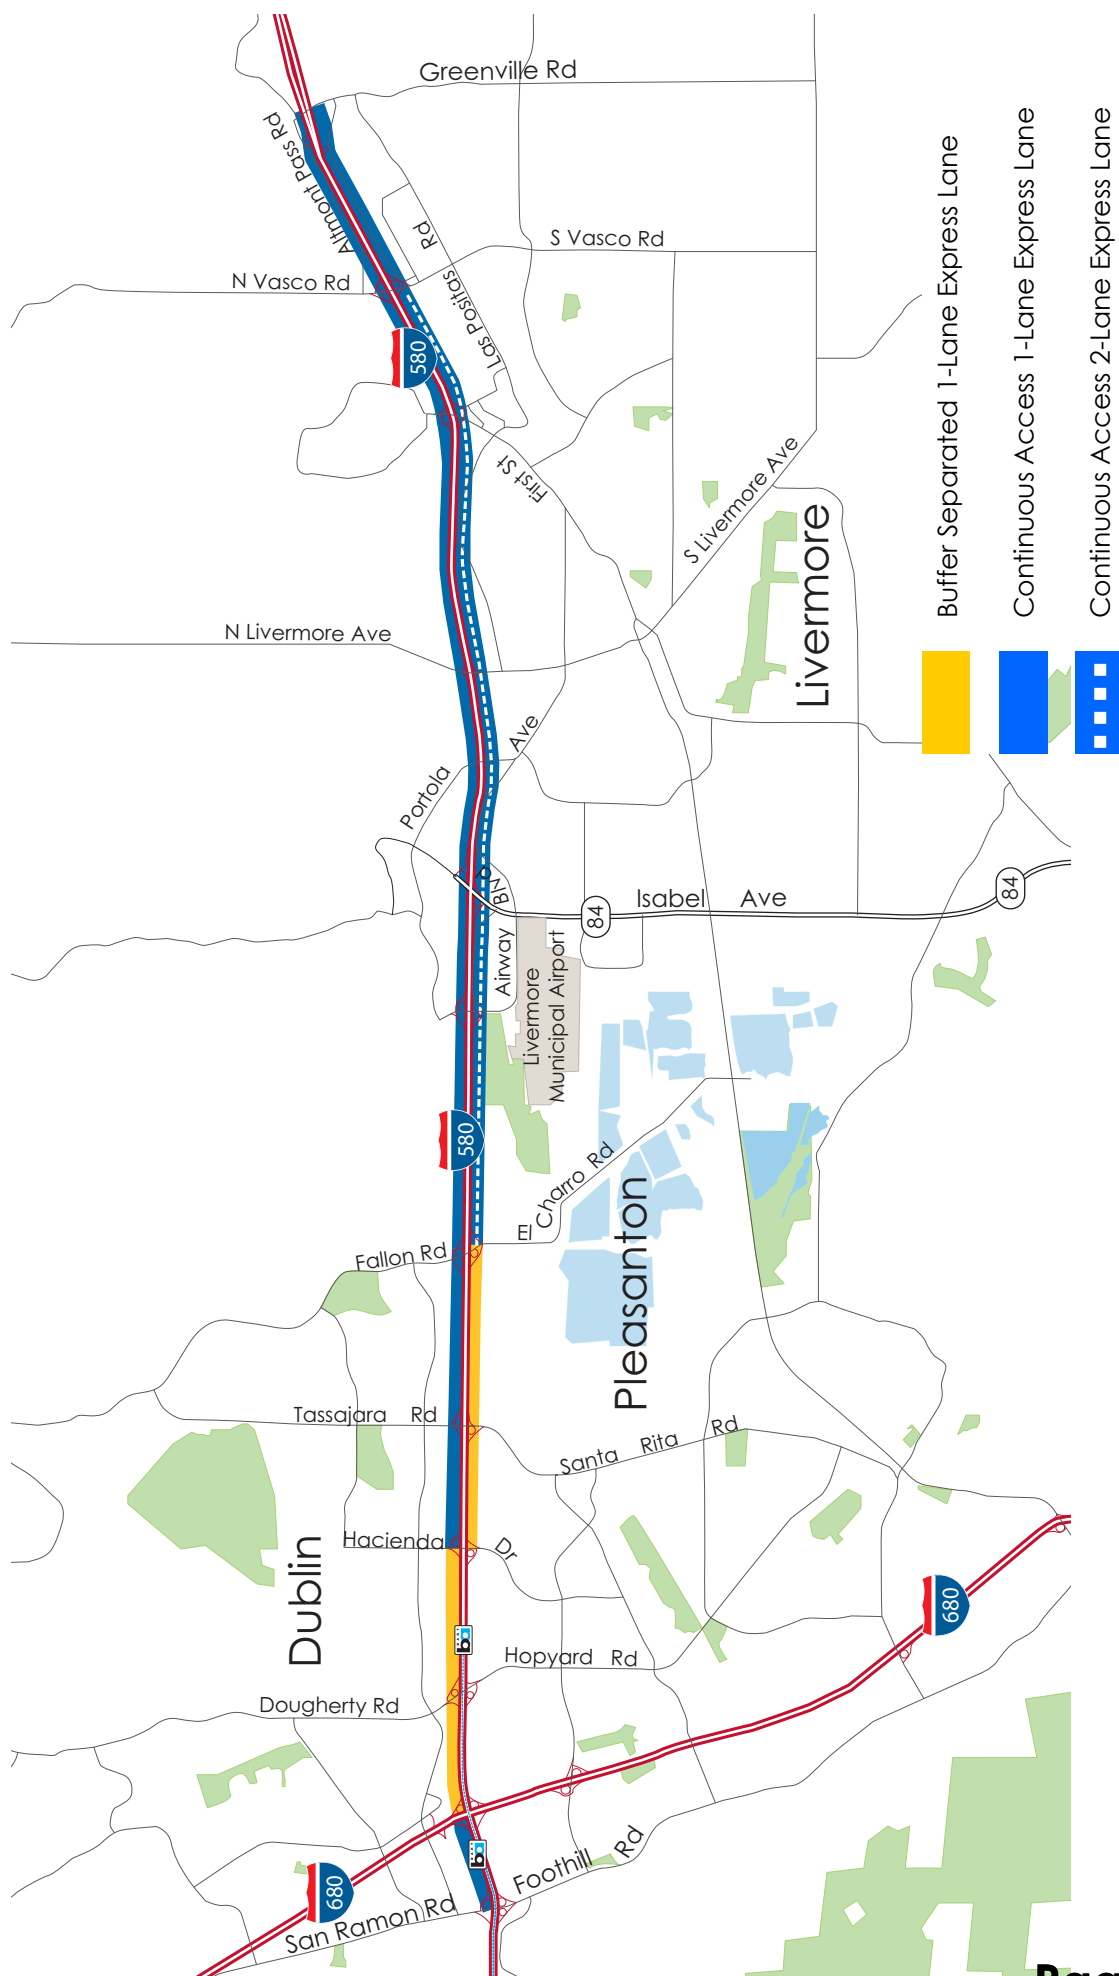 Greenville Rd
Altmont Pass Rd
N Vasco Rd
S Vasco Rd
Las Positas Rd
580
First St
S Livermore Ave
Livermore
N Livermore Ave
Portola Ave
Airway Blvd
84
Isabel Ave
84
Livermore
Municipal Airport
580
El Charro Rd
Fallon Rd
Pleasanton
Tassajara Rd
Santa Rita Rd
Hacienda Dr
Dublin
Hopyard Rd
Dougherty Rd
680
680
ba
ba
Foothill Rd
San Ramon Rd
Buffer Separated 1-Lane Express Lane
Continuous Access 1-Lane Express Lane
Continuous Access 2-Lane Express Lane